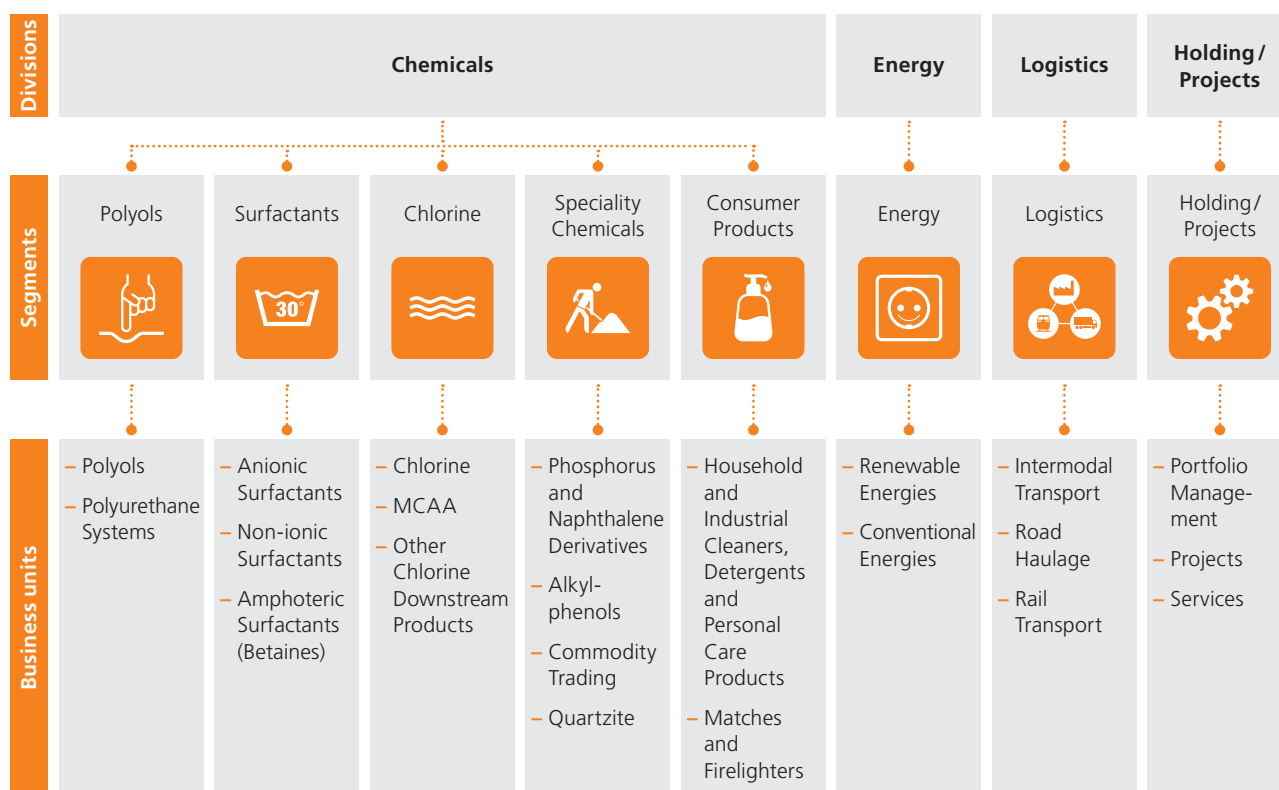 Divisions
Chemicals
Energy
Logistics
Holding/
Projects
Segments
Polyols
Surfactants
30°
Chlorine
Speciality
Chemicals
Consumer
Products
Energy
Logistics
Holding/
Projects
Business units
– Polyols
– Polyurethane
Systems
– Anionic
Surfactants
– Non-ionic
Surfactants
– Amphoteric
Surfactants
(Betaines)
– Chlorine
– MCAA
– Other
Chlorine
Downstream
Products
– Phosphorus
and
Naphthalene
Derivatives
– Alkyl-
phenols
– Commodity
Trading
– Quartzite
– Household
and
Industrial
Cleaners,
Detergents
and
Personal
Care
Products
– Matches
and
Firelighters
– Renewable
Energies
– Conventional
Energies
– Intermodal
Transport
– Road
Haulage
– Rail
Transport
– Portfolio
Manage-
ment
– Projects
– Services